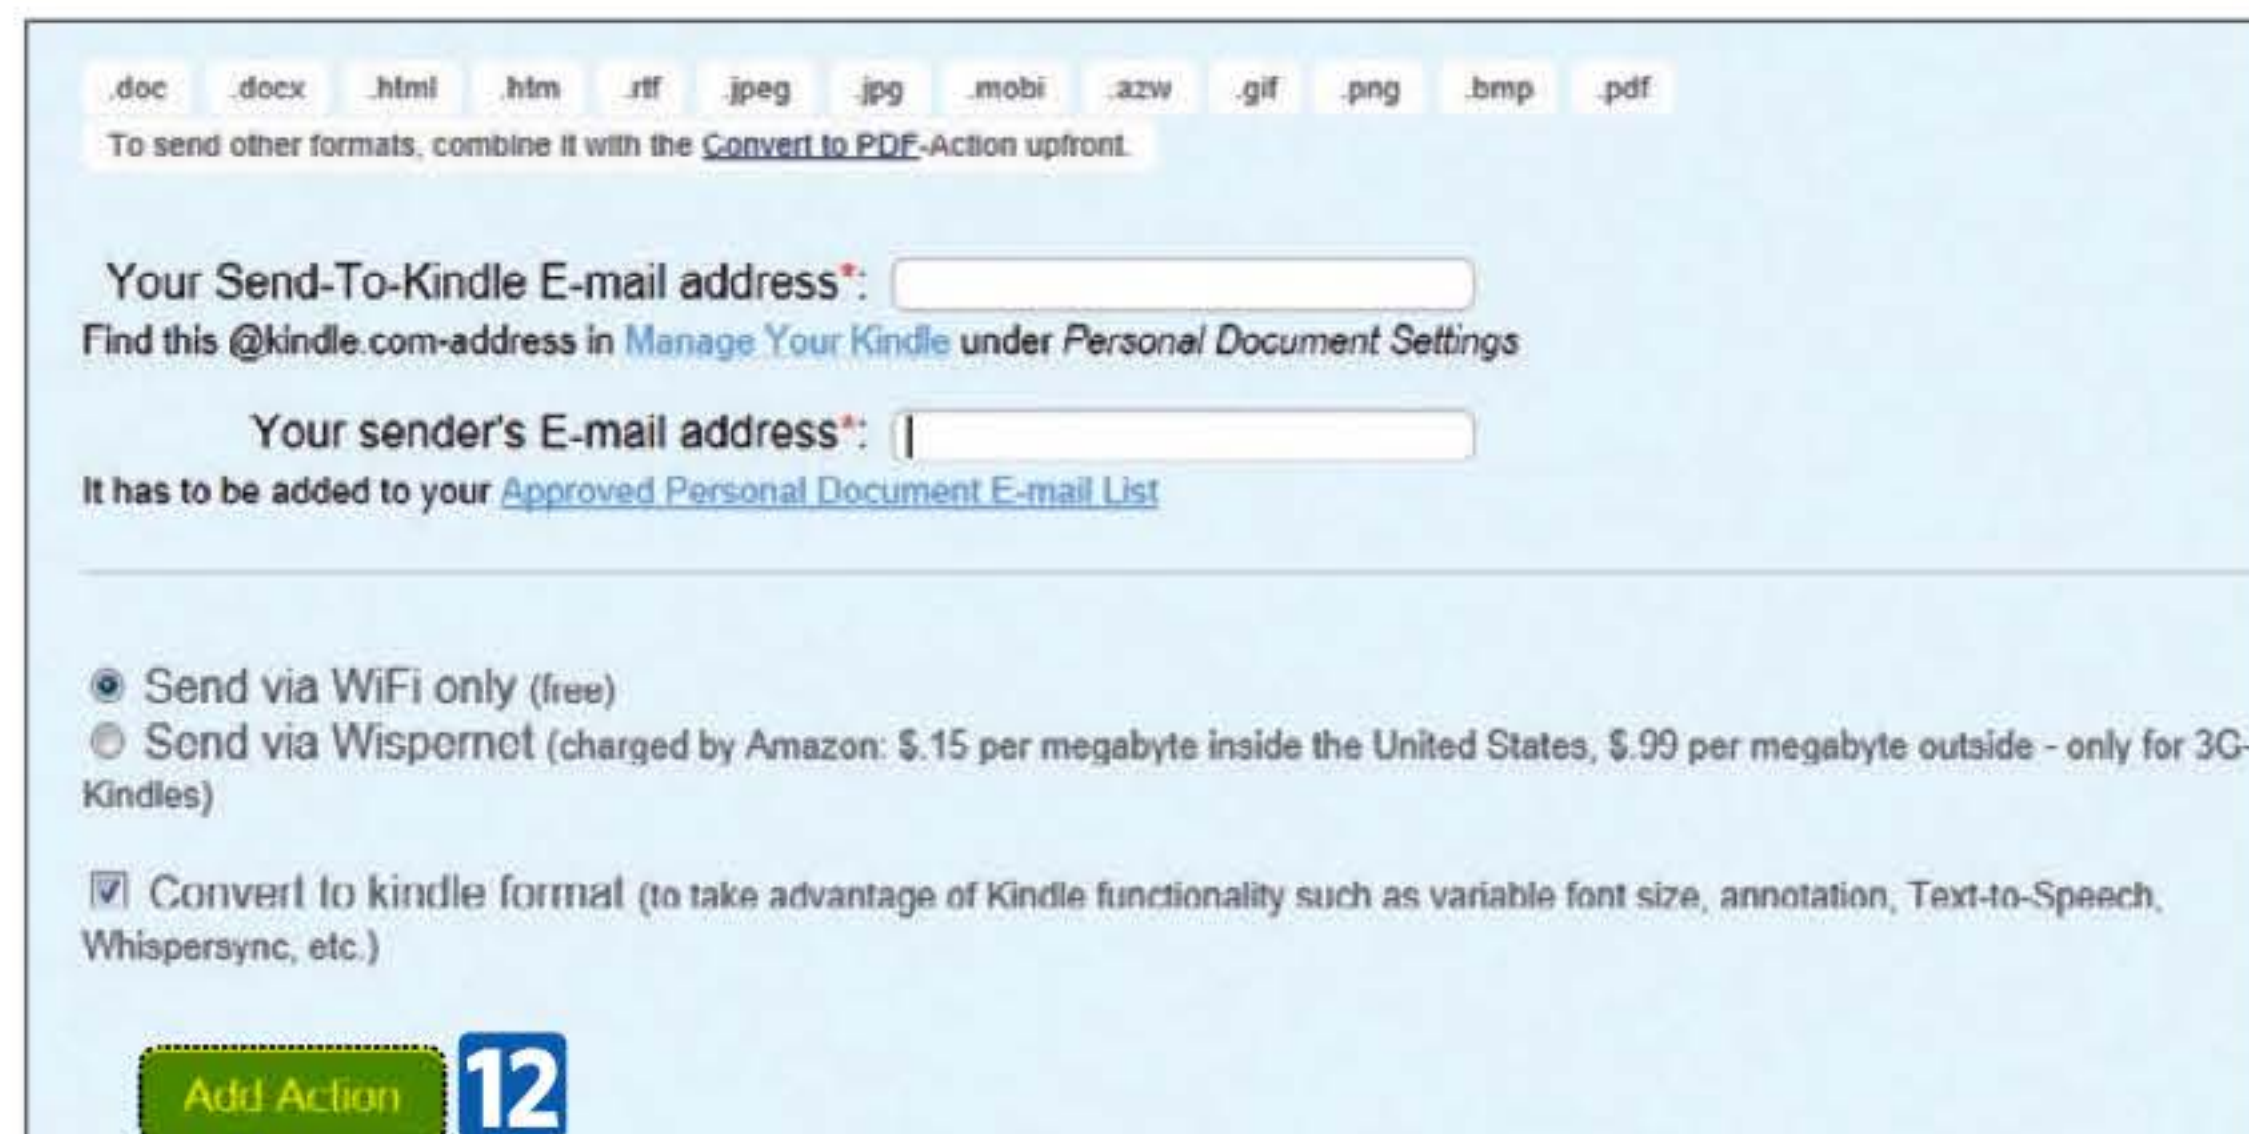 .doc .docx .html .htm .rtf .jpeg .jpg .mobi .azw .gif .png .bmp .pdf
To send other formats, combine it with the Convert to PDF-Action upfront.
Your Send-To-Kindle E-mail address*:
Find this @kindle.com-address in Manage Your Kindle under Personal Document Settings
Your sender's E-mail address*:
It has to be added to your Approved Personal Document E-mail List
Send via WiFi only (free)
Send via Wispernet (charged by Amazon: $.15 per megabyte inside the United States, $.99 per megabyte outside - only for 3G-
Kindles)
Convert to kindle format (to take advantage of Kindle functionality such as variable font size, annotation, Text-to-Speech,
Whispersync, etc.)
Add Action 12